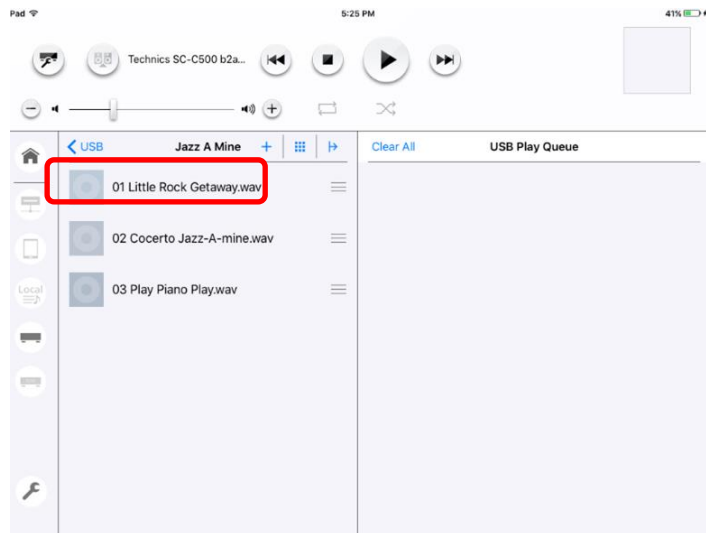 Pad 5:25 PM 41%
Technics SC-C500 b2a...
USB Jazz A Mine + Clear All USB Play Queue
01 Little Rock Getaway.wav
02 Cocerto Jazz-A-mine.wav
03 Play Piano Play.wav
Local